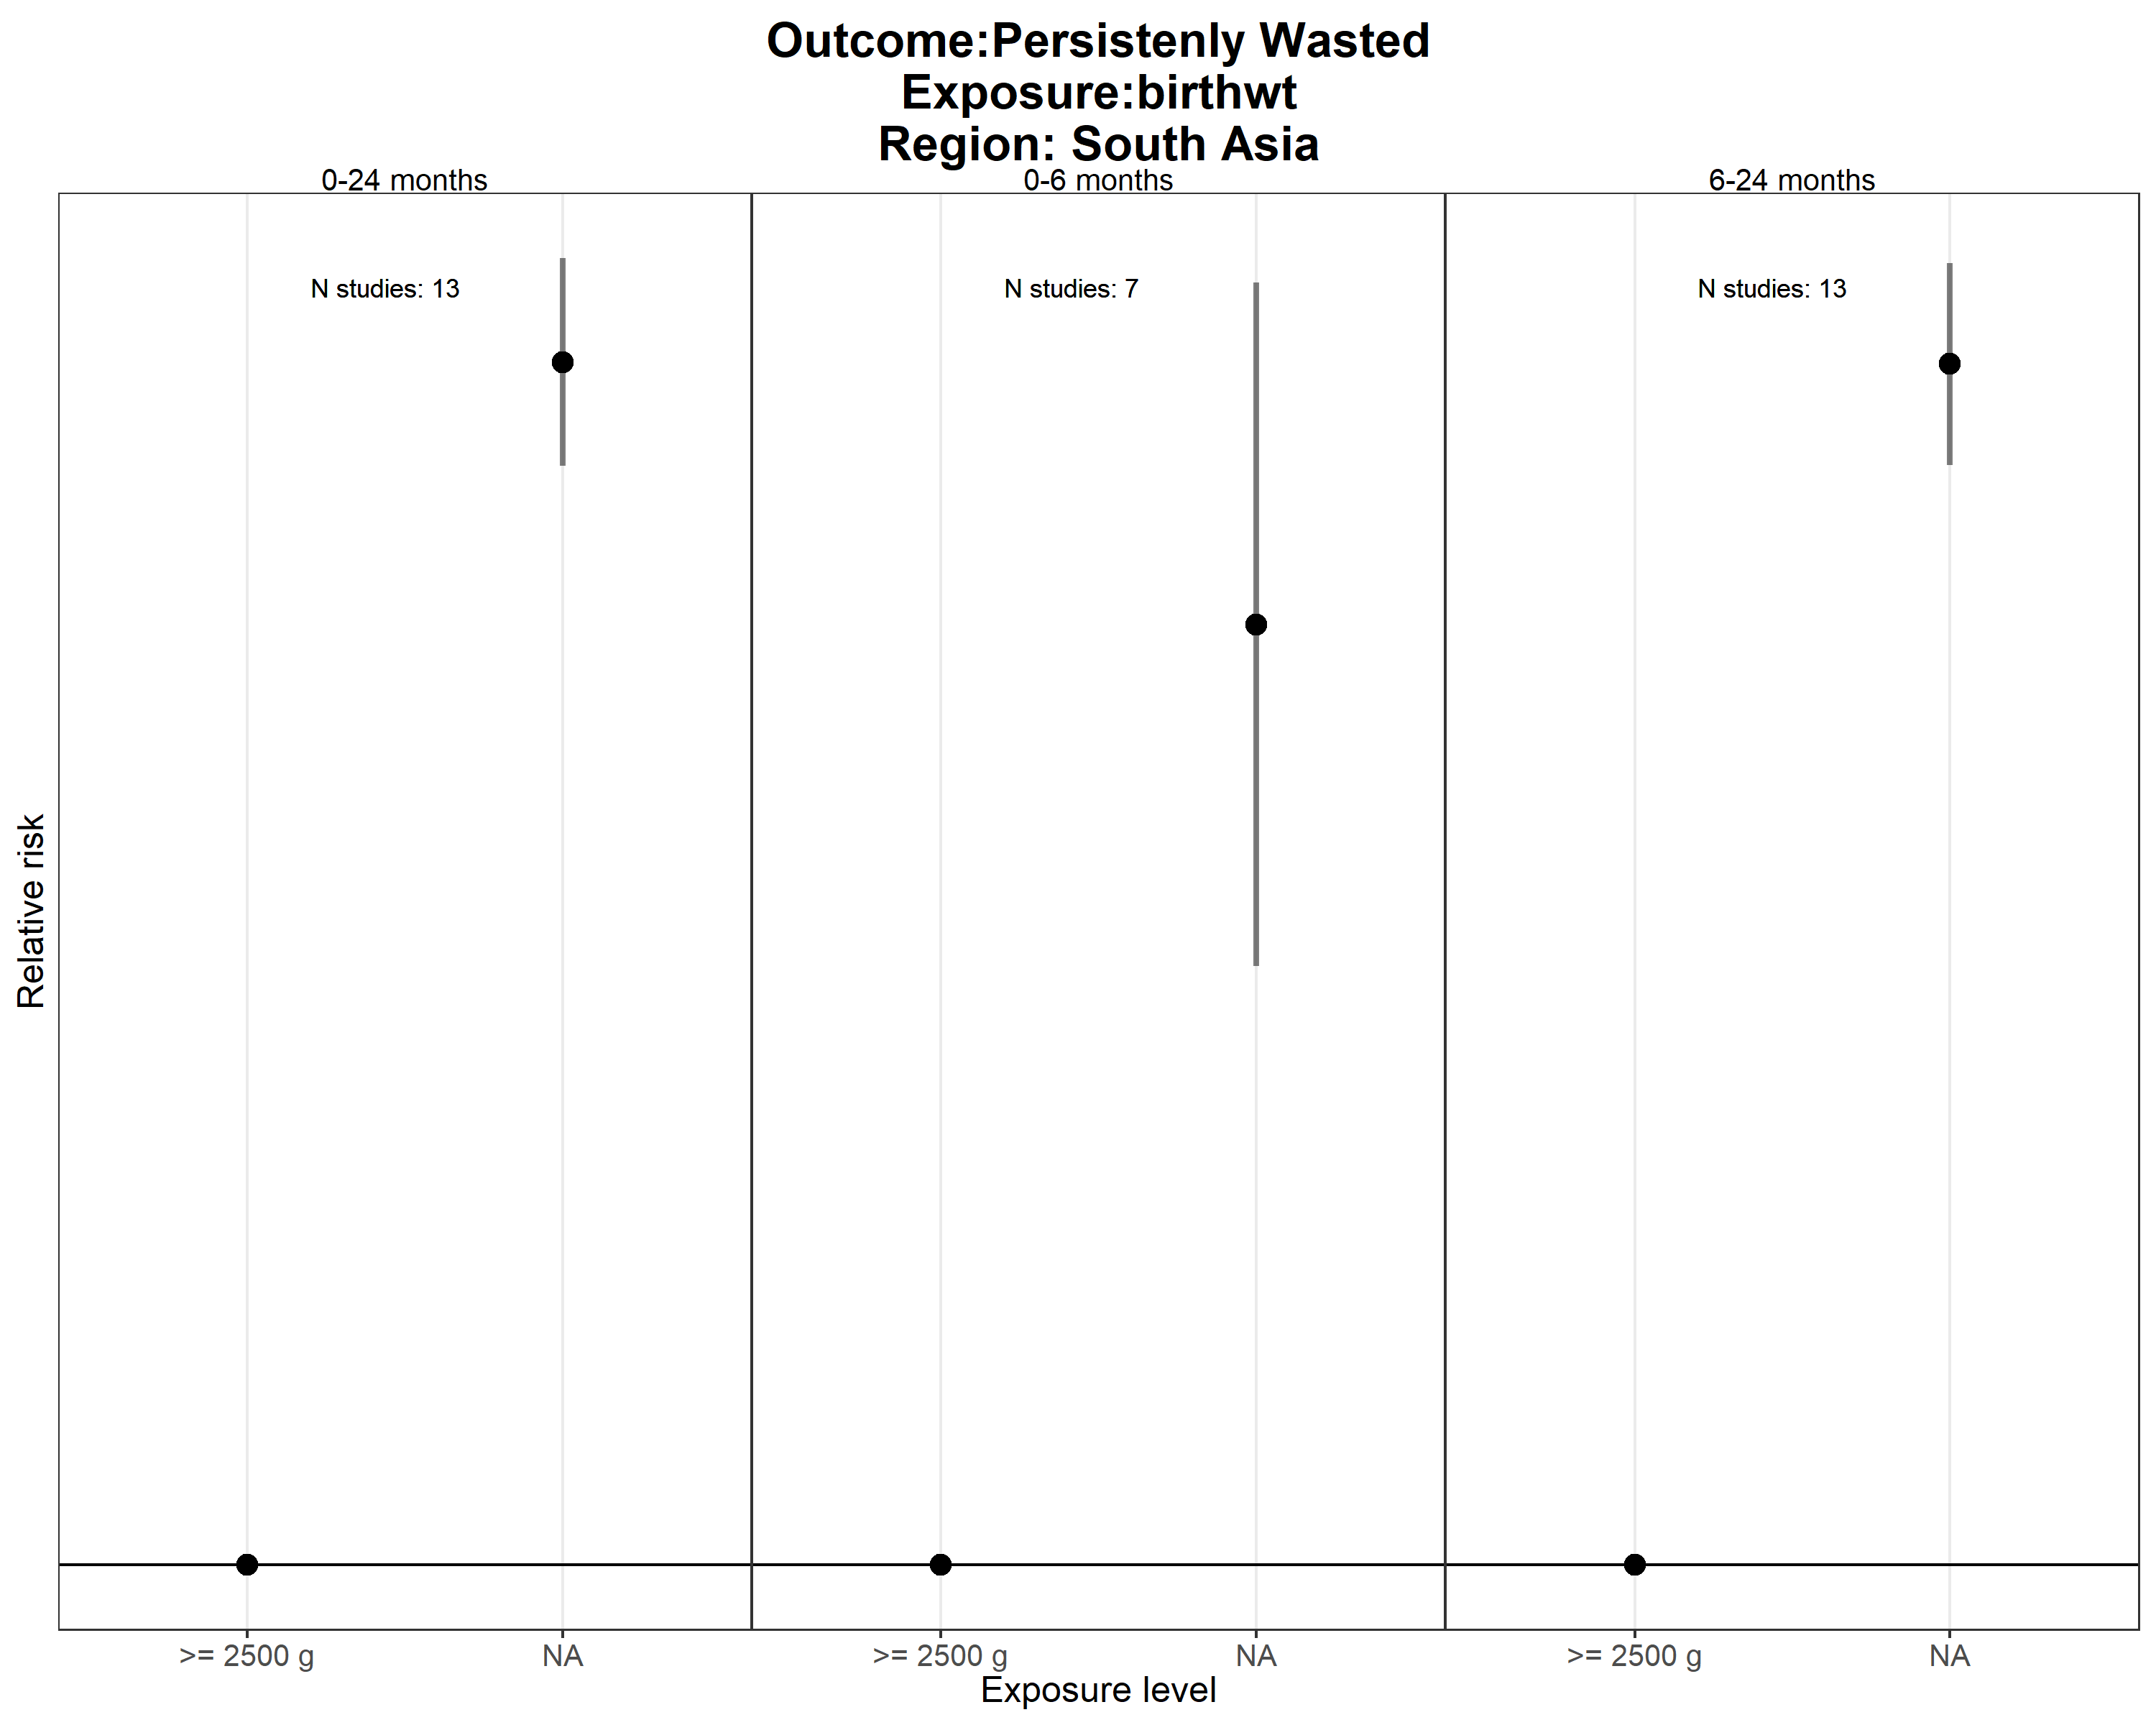 Outcome:Persistenly Wasted
Exposure:birthwt
Region: South Asia
0-24 months
0-6 months
6-24 months
N studies: 13
N studies: 7
N studies: 13
Relative risk
>= 2500 g
NA
>= 2500 g
NA
>= 2500 g
NA
Exposure level